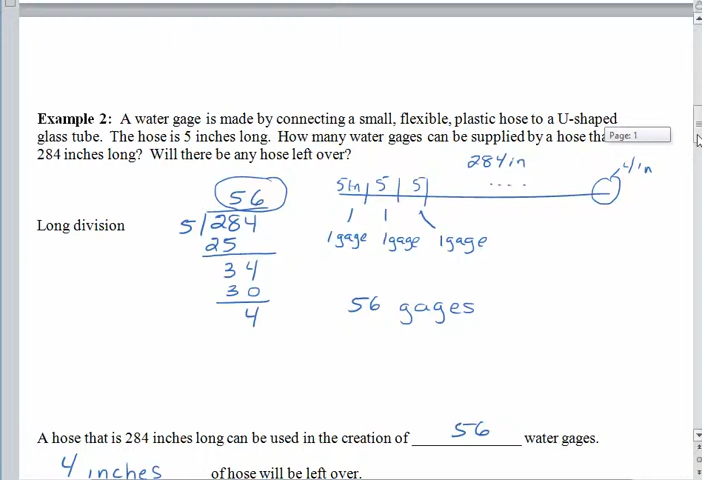 Example 2: A water gage is made by connecting a small, flexible, plastic hose to a U-shaped
glass tube. The hose is 5 inches long. How many water gages can be supplied by a hose tha
Page: 1
284 inches long? Will there be any hose left over?
284 in
4 in
5in 5 5 ....
56
Long division
5 284
1 gage 1 gage 1 gage
25
34
30
56 gages
4
A hose that is 284 inches long can be used in the creation of 56 water gages.
4 inches of hose will be left over.